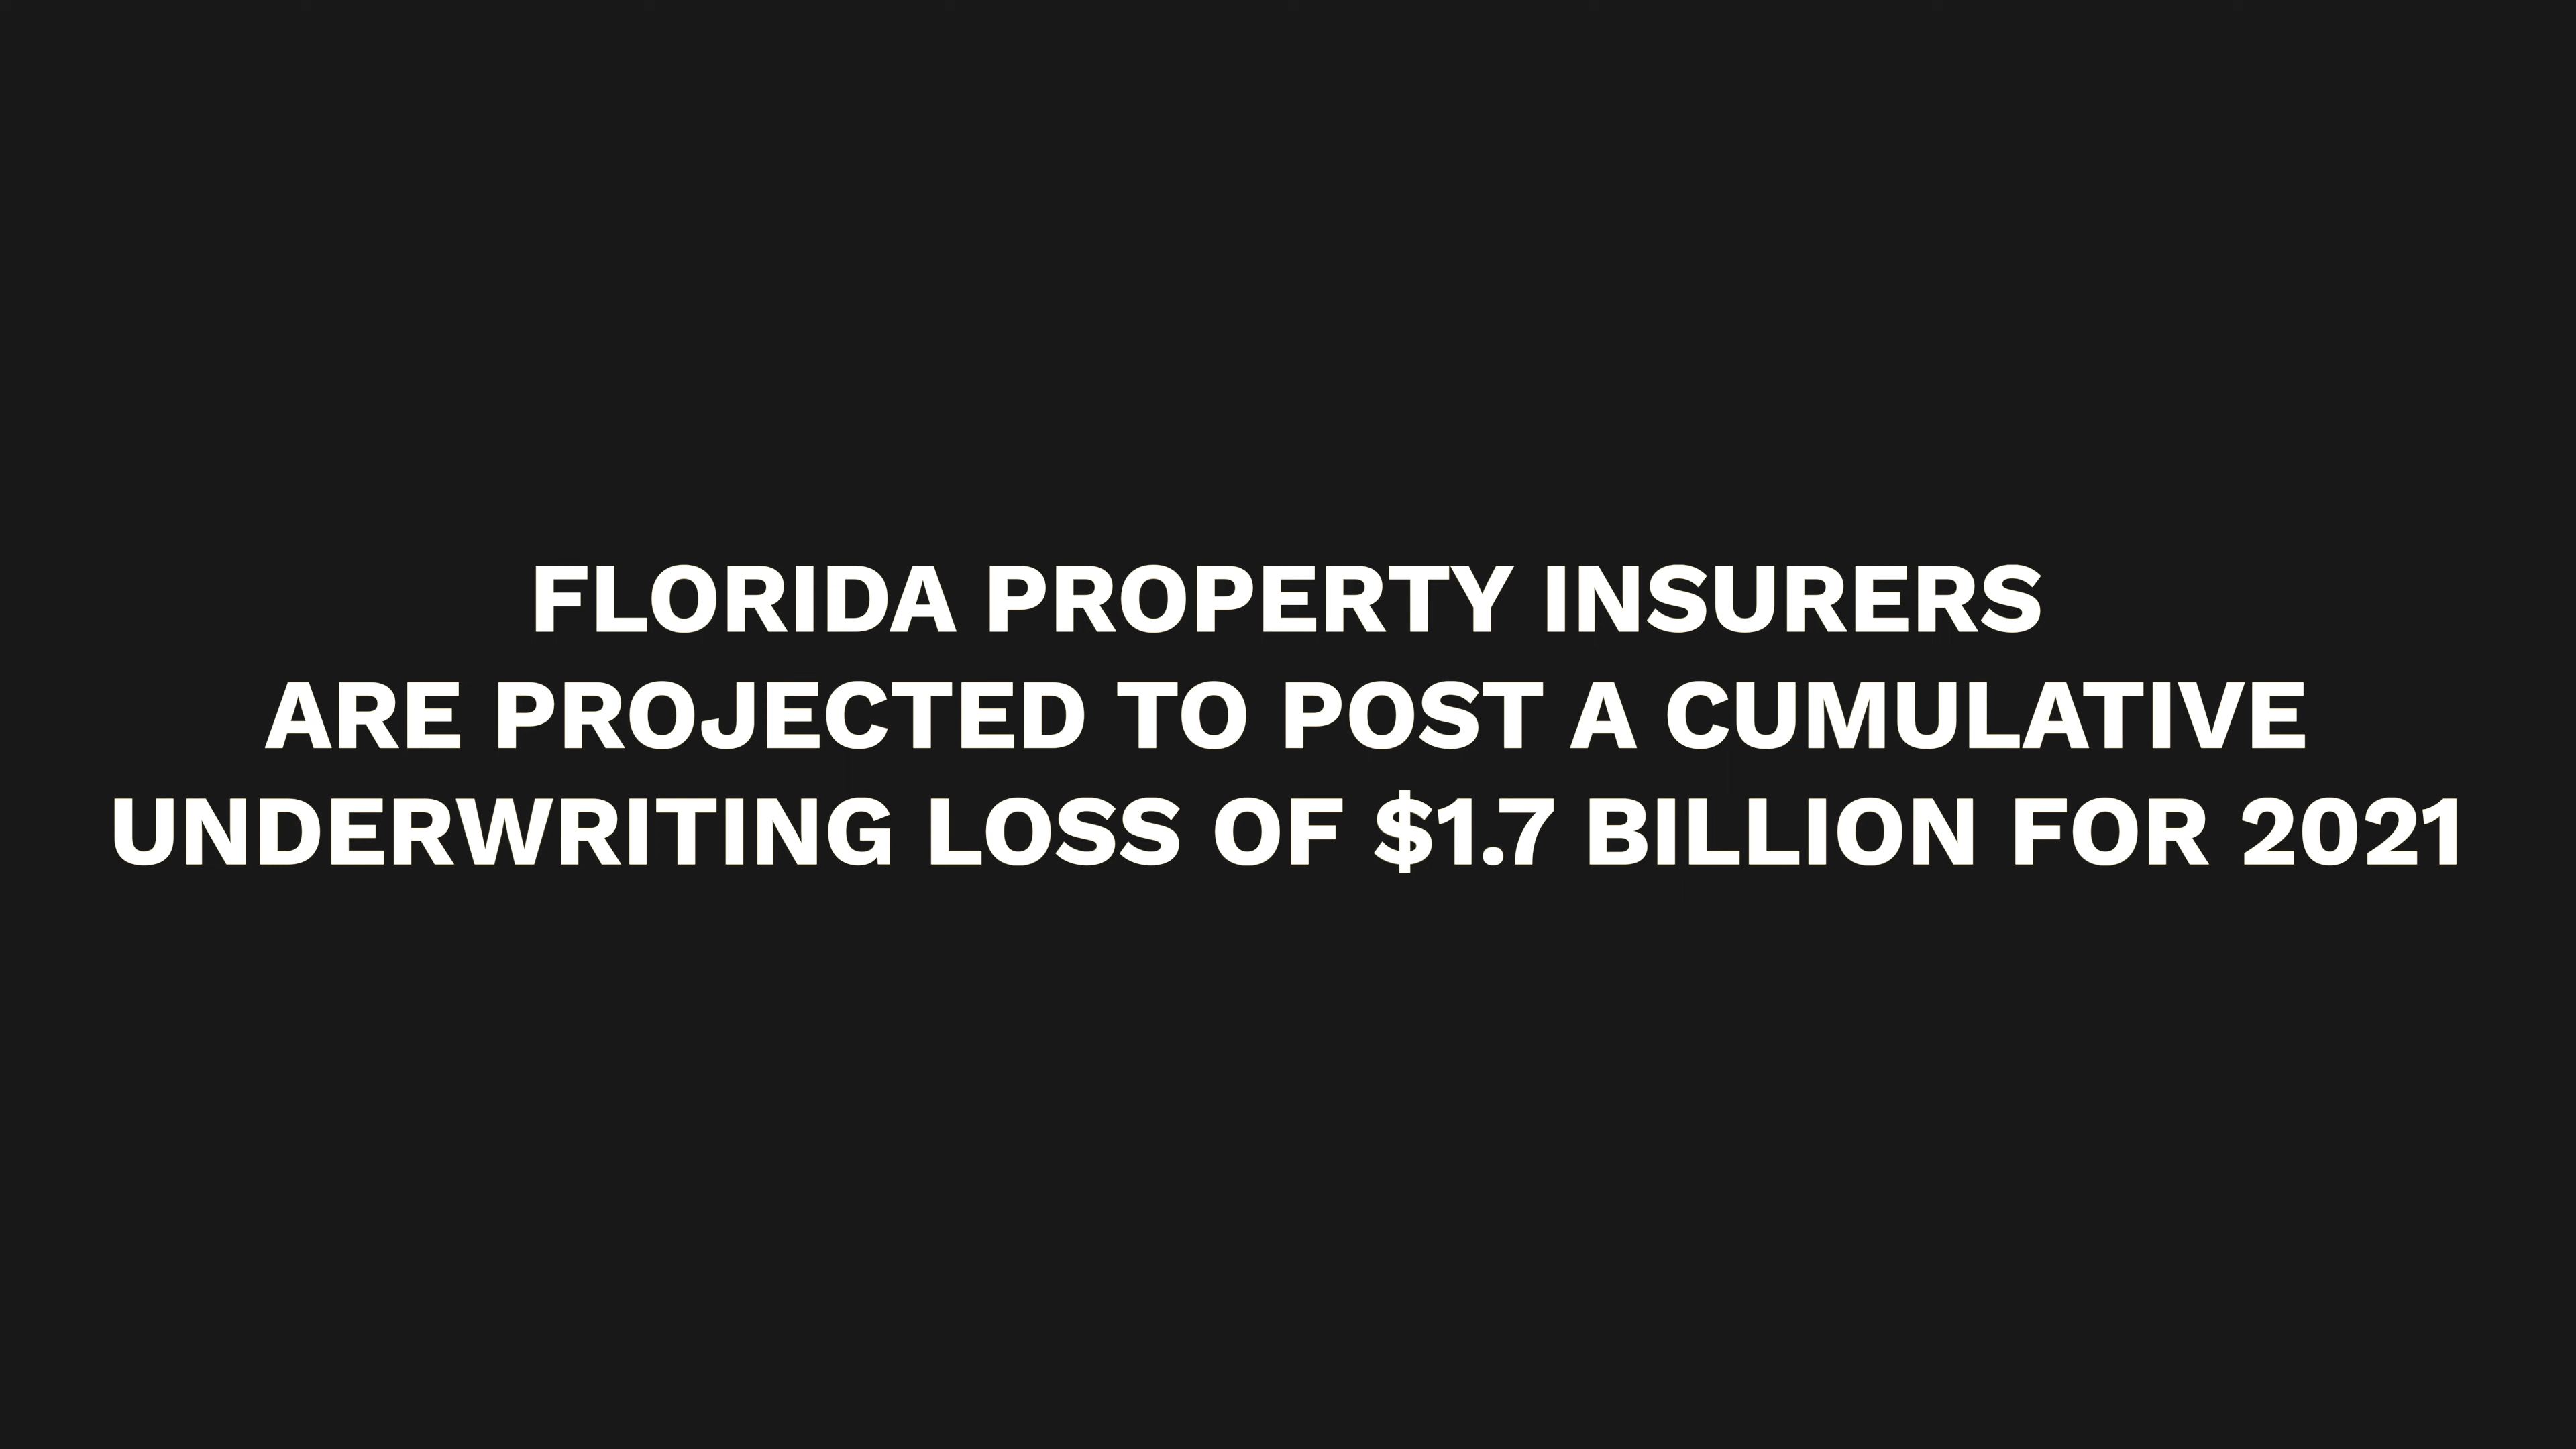 FLORIDA PROPERTY INSURERS
ARE PROJECTED TO POST A CUMULATIVE
UNDERWRITING LOSS OF $1.7 BILLION FOR 2021